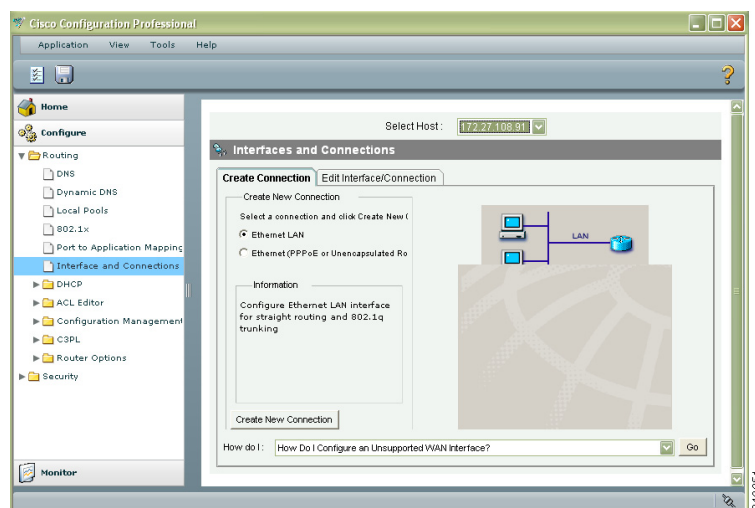 Cisco Configuration Professional
Application View Tools Help
Home
Configure
Routing
DNS
Dynamic DNS
Local Pools
802.1x
Port to Application Mapping
Interface and Connections
DHCP
ACL Editor
Configuration Management
C3PL
Router Options
Security
Monitor
Select Host: 172.27.108.91
Interfaces and Connections
Create Connection Edit Interface/Connection
Create New Connection
Select a connection and click Create New (
Ethernet LAN
Ethernet (PPPoE or Unencapsulated Ro
Information
Configure Ethernet LAN interface
for straight routing and 802.1q
trunking
Create New Connection
LAN
How do I: How Do I Configure an Unsupported WAN Interface? Go